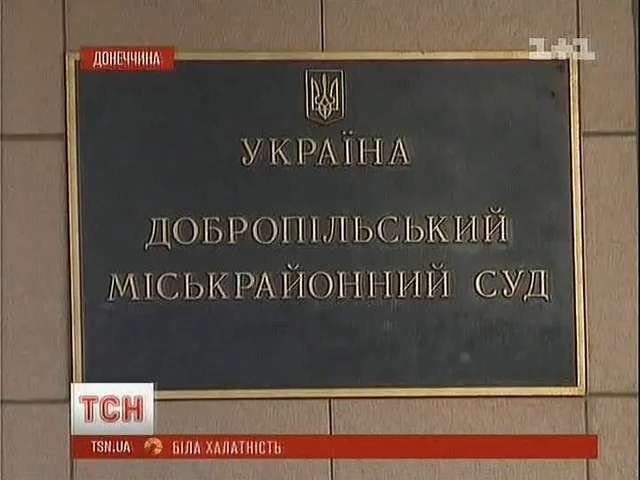 ДОНЕЧЧИНА
1+1
УКРАЇНА
ДОБРОПІЛЬСЬКИЙ
МІСЬКРАЙОННИЙ СУД
ТСН
TSN.UA БІЛА ХАЛАТНІСТЬ